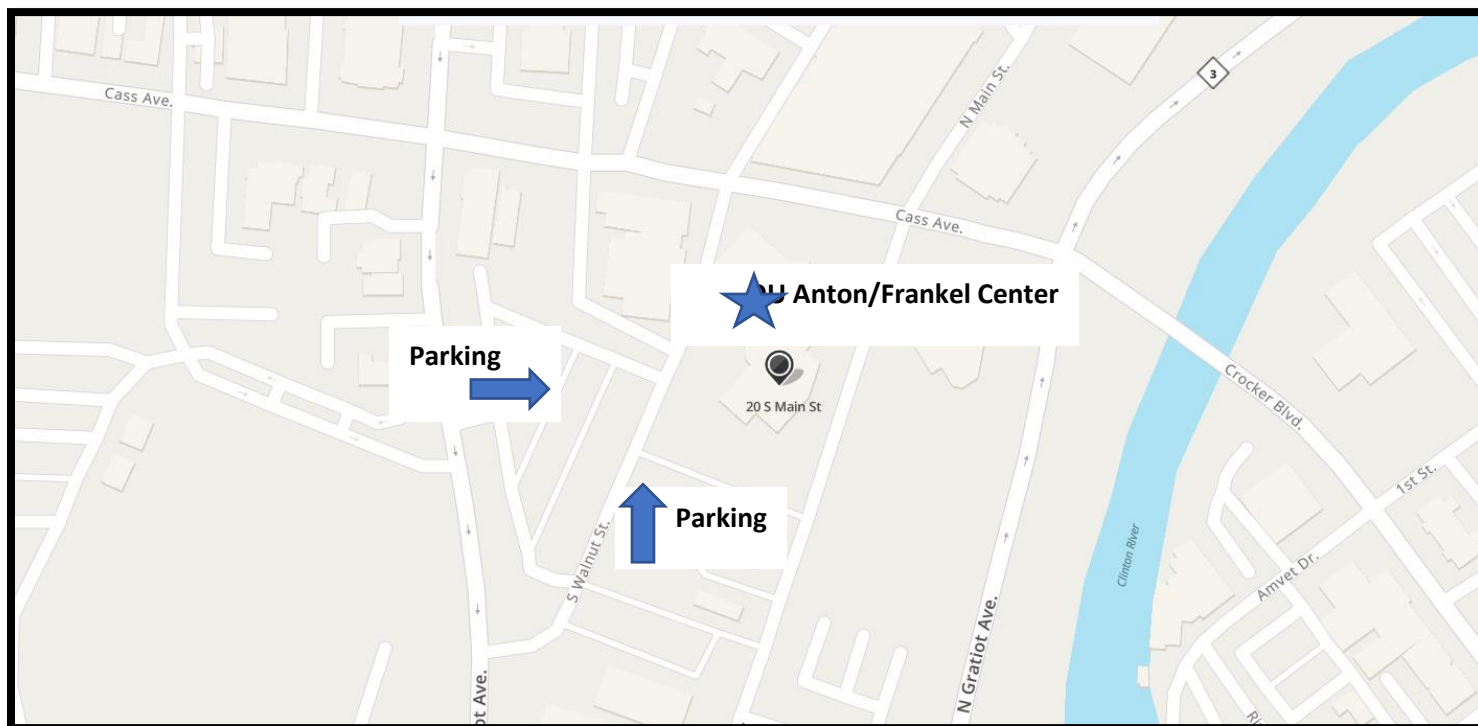 3
N Main St.
Cass Ave.
Cass Ave.
Anton/Frankel Center
Parking
20 S Main St
Crocker Blvd.
1st St.
Parking
Clinton River
S Walnut St.
Amvet Dr.
N Gratiot Ave.
Ave.